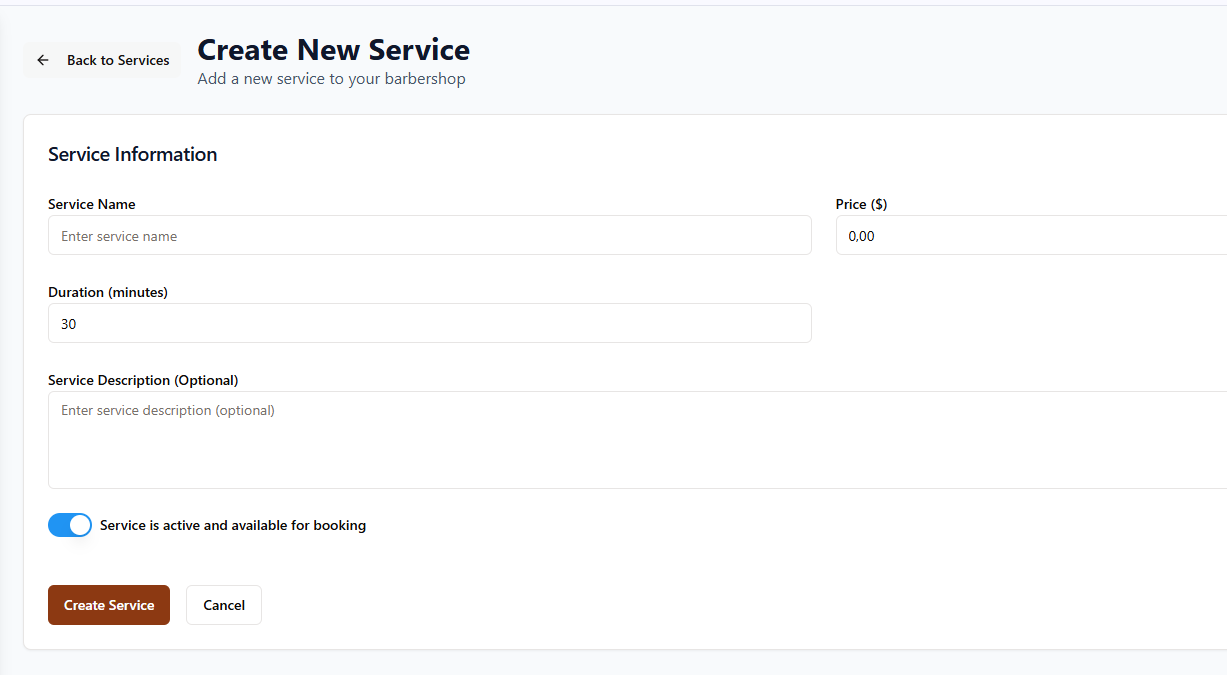 Back to Services
Create New Service
Add a new service to your barbershop
Service Information
Service Name
Enter service name
Price ($)
0,00
Duration (minutes)
30
Service Description (Optional)
Enter service description (optional)
Service is active and available for booking
Create Service
Cancel